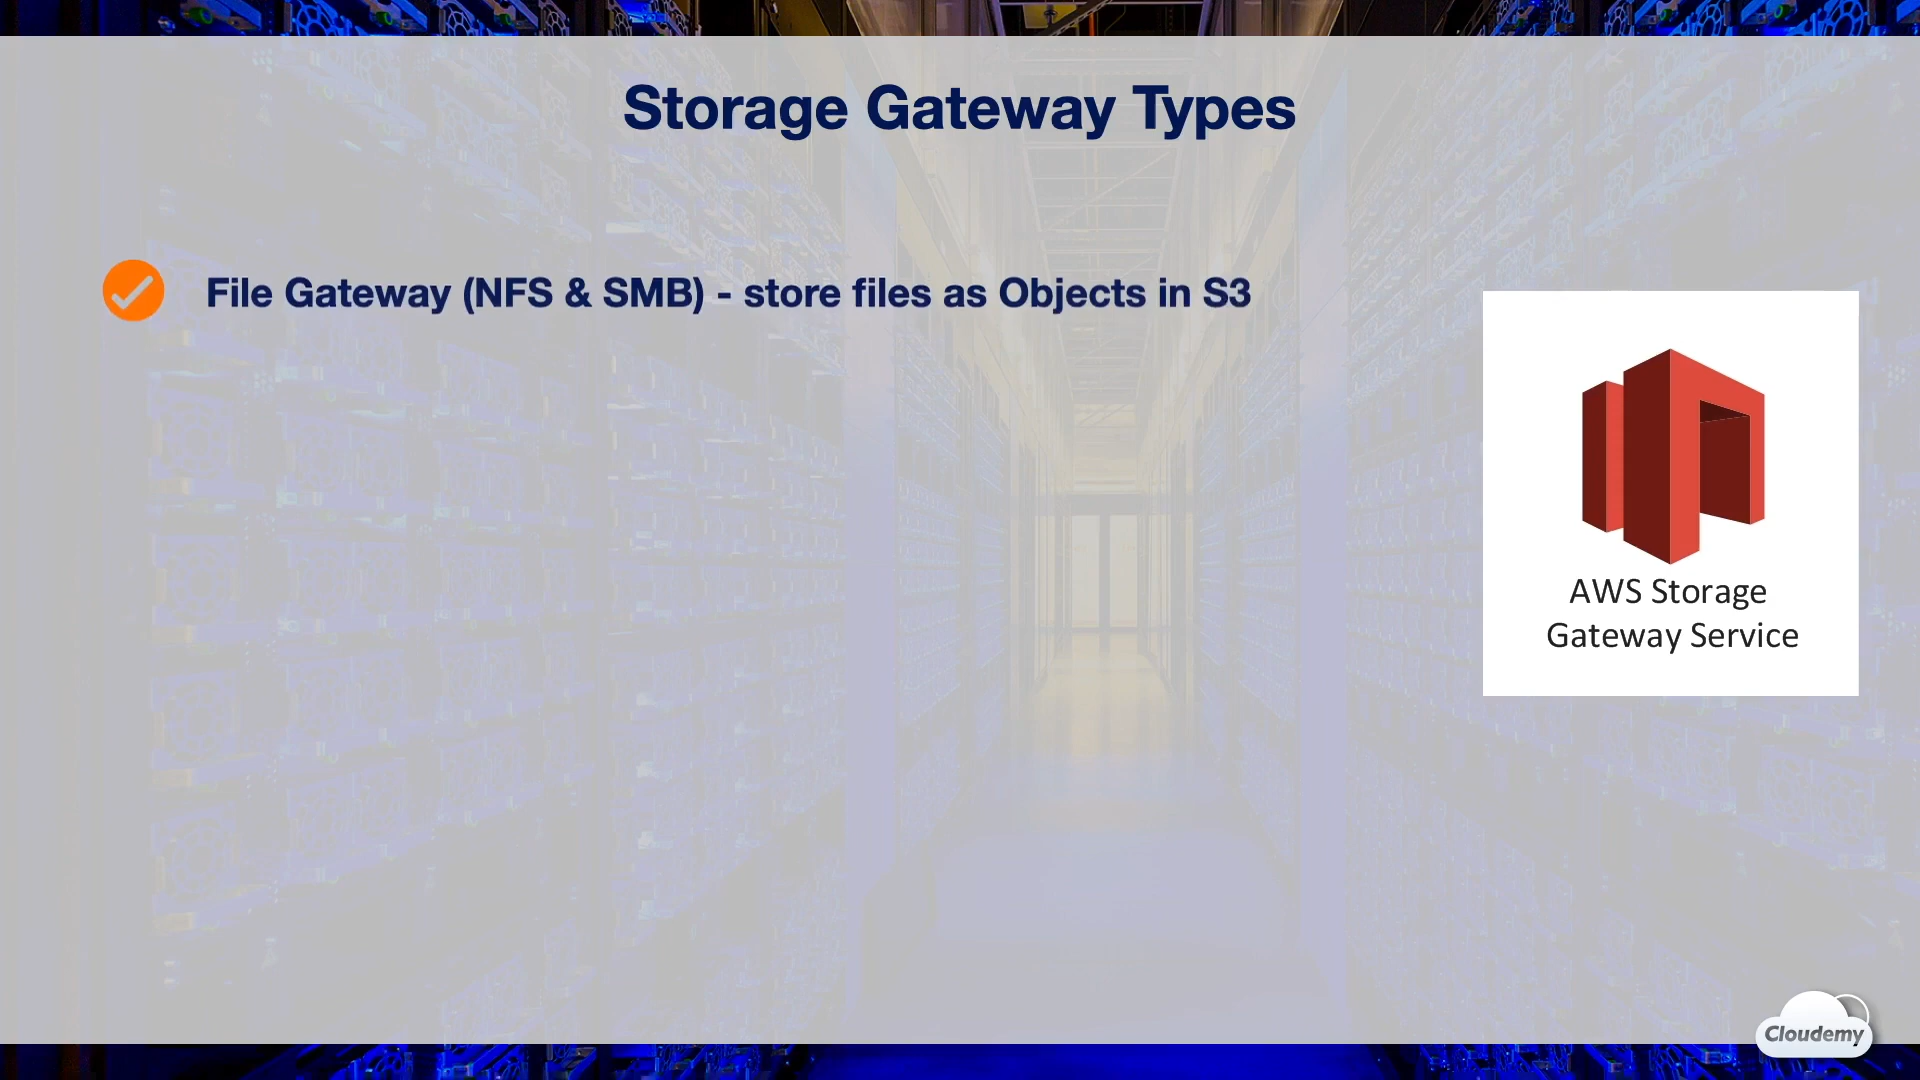 Storage Gateway Types
File Gateway (NFS & SMB) - store files as Objects in S3
AWS Storage
Gateway Service
Cloudemy